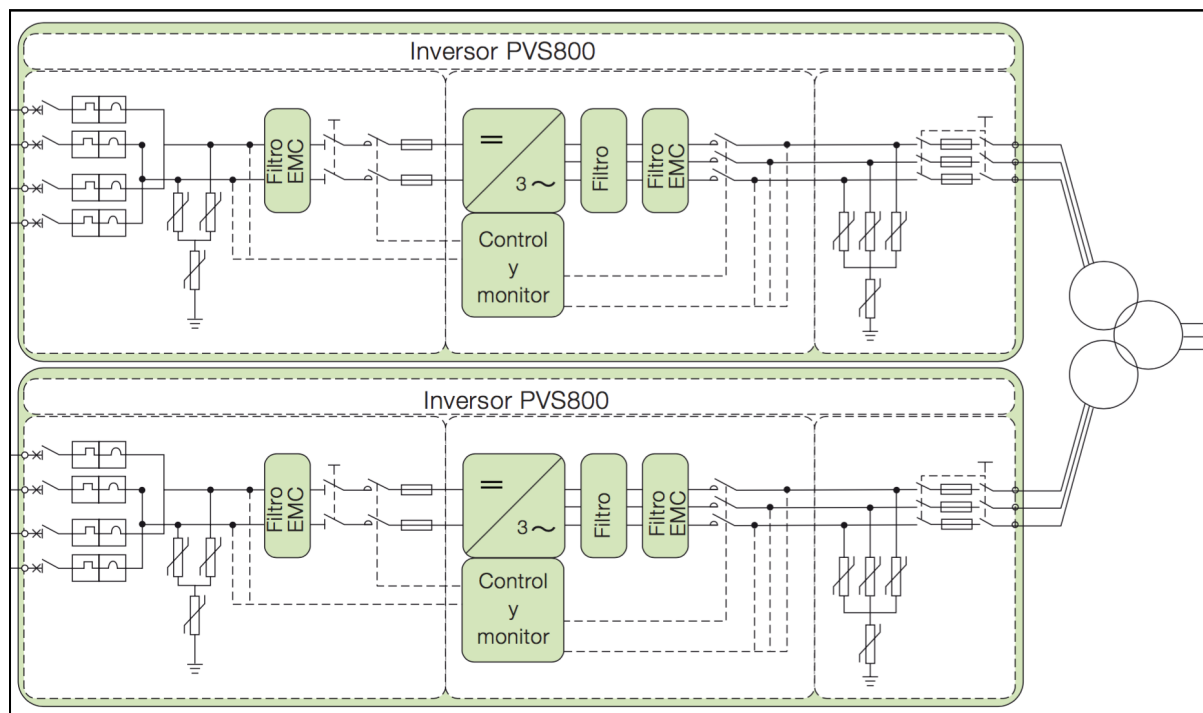 Inversor PVS800
Filtro
EMC
=
3 ~
Filtro
Filtro
EMC
Control
y
monitor
Inversor PVS800
Filtro
EMC
=
3 ~
Filtro
Filtro
EMC
Control
y
monitor